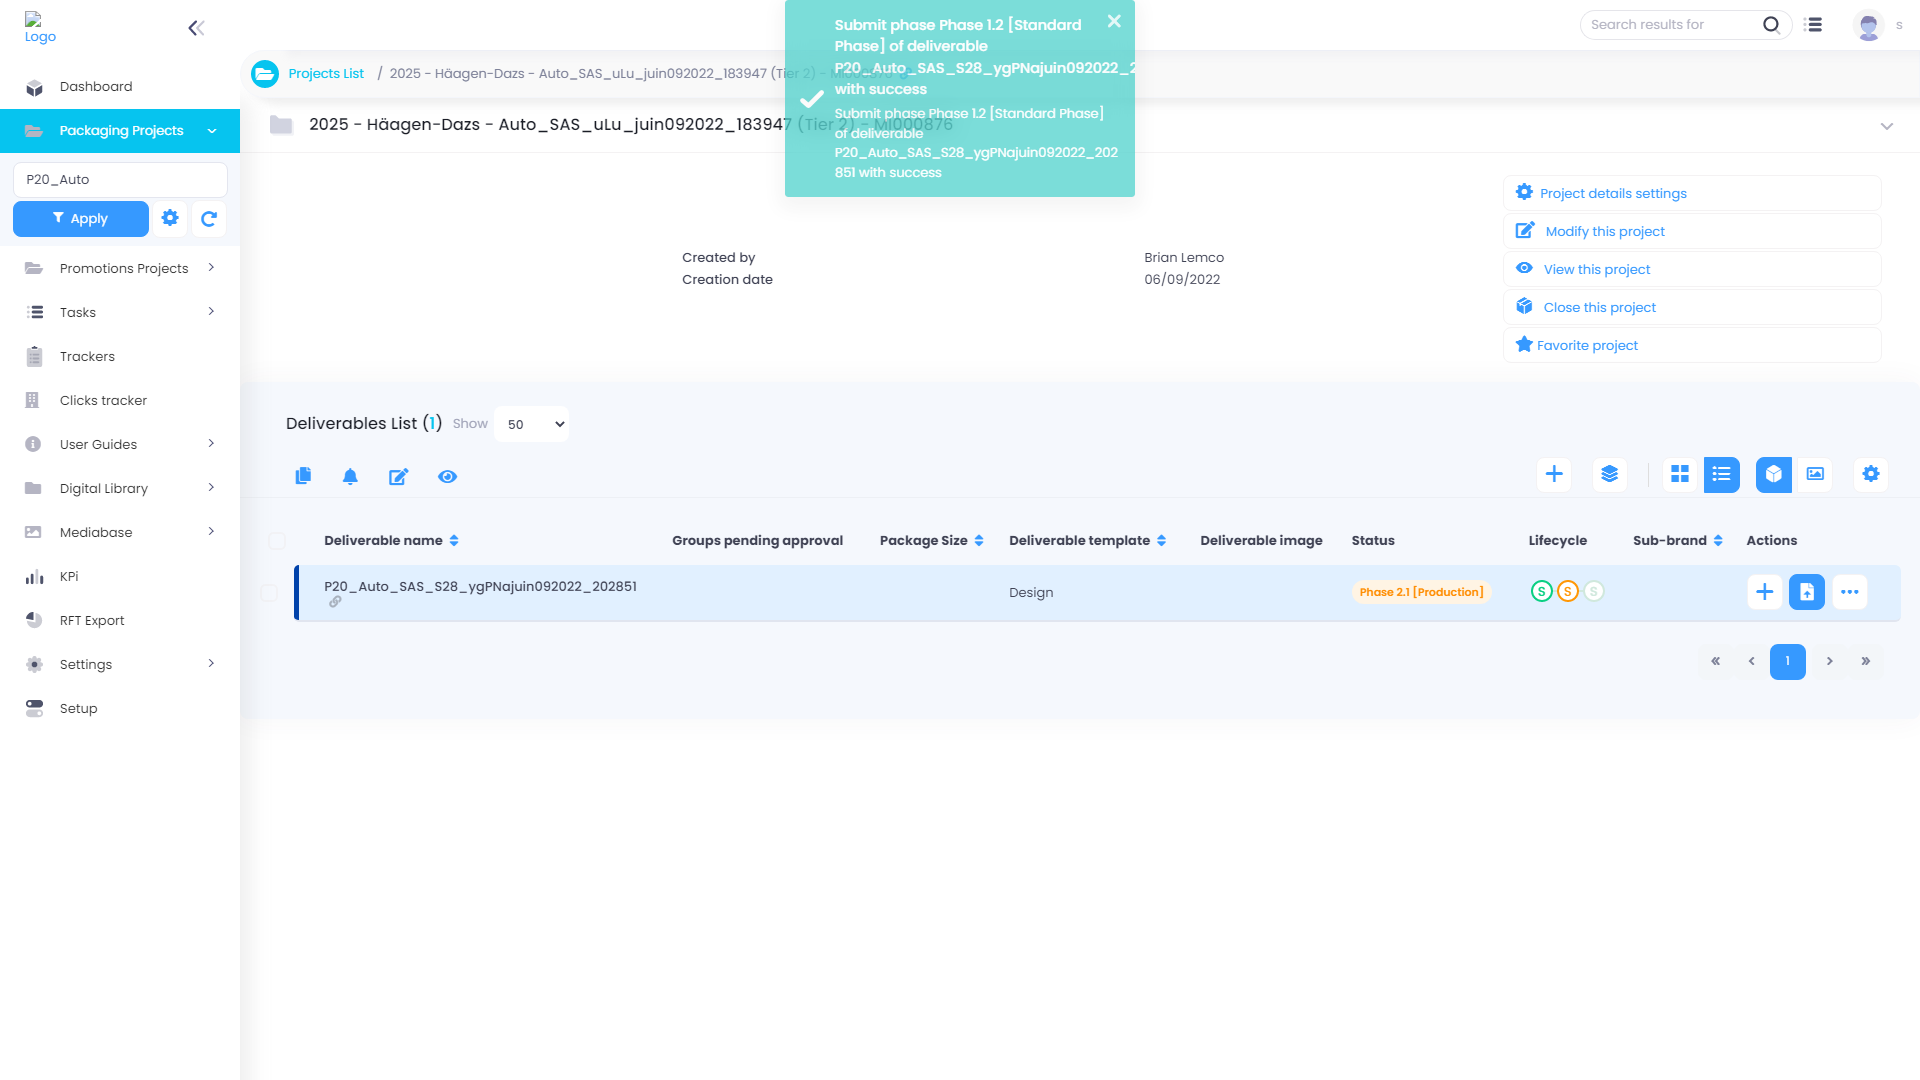 Logo
Dashboard
Packaging Projects
P20_Auto
Apply
Promotions Projects
Tasks
Trackers
Clicks tracker
User Guides
Digital Library
Mediabase
KPi
RFT Export
Settings
Setup
Search results for
s
Projects List / 2025 - Häagen-Dazs - Auto_SAS_uLu_juin092022_183947 (Tier 2) - MI000876
2025 - Häagen-Dazs - Auto_SAS_uLu_juin092022_183947 (Tier 2) - MI000876
Submit phase Phase 1.2 [Standard
Phase] of deliverable
P20_Auto_SAS_S28_ygPNajuin092022_2
with success
Submit phase Phase 1.2 [Standard Phase]
of deliverable
P20_Auto_SAS_S28_ygPNajuin092022_202
851 with success
Created by Brian Lemco
Creation date 06/09/2022
Project details settings
Modify this project
View this project
Close this project
Favorite project
Deliverables List (1) Show 50
Deliverable name Groups pending approval Package Size Deliverable template Deliverable image Status Lifecycle Sub-brand Actions
P20_Auto_SAS_S28_ygPNajuin092022_202851 Design Phase 2.1 [Production] S S S
« ‹ 1 › »